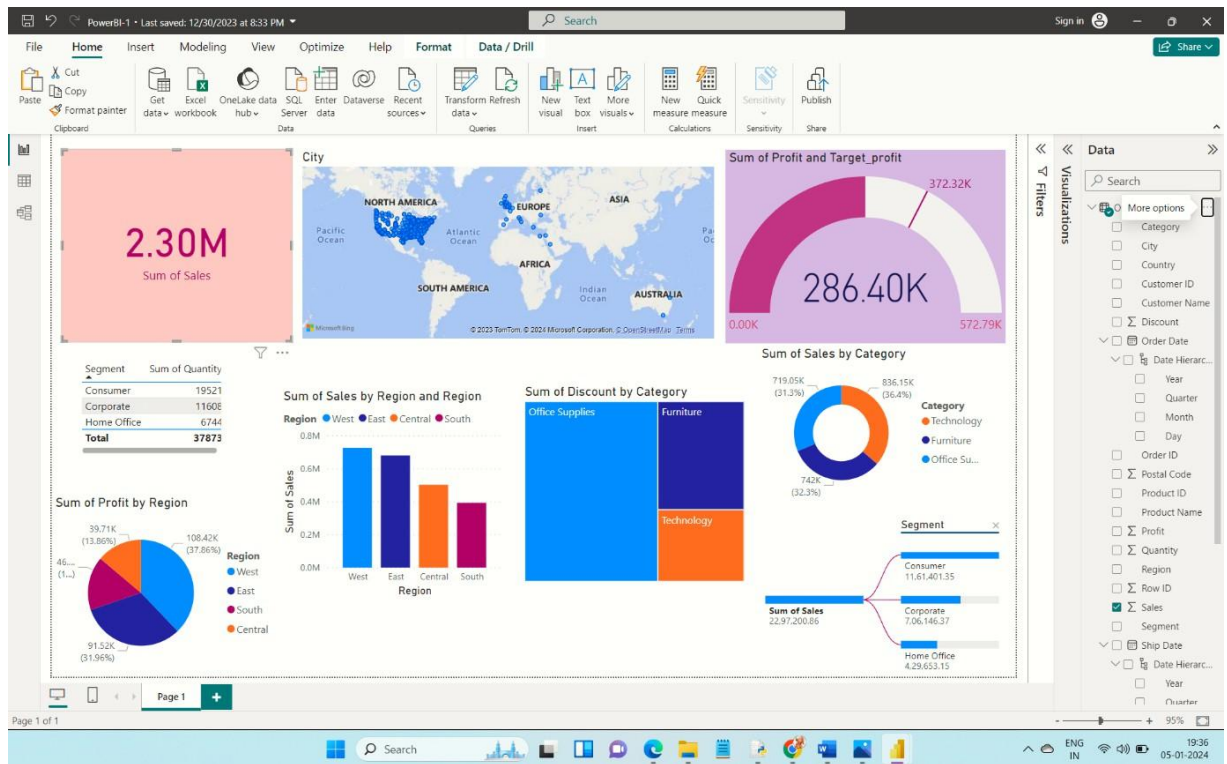 PowerBI-1 • Last saved: 12/30/2023 at 8:33 PM
Search
Sign in
File Home Insert Modeling View Optimize Help Format Data / Drill
Share
Paste
Cut
Copy
Format painter
Get data
Excel workbook
OneLake data hub
SQL Server
Enter data
Dataverse
Recent sources
Transform data
Refresh
New visual
Text box
More visuals
New measure
Quick measure
Sensitivity
Publish
Clipboard Data Queries Insert Calculations Sensitivity Share
2.30M
Sum of Sales
City
NORTH AMERICA
EUROPE
ASIA
Pacific Ocean
Atlantic Ocean
AFRICA
SOUTH AMERICA
Indian Ocean
AUSTRALIA
Microsoft Bing
© 2023 TomTom, © 2024 Microsoft Corporation, © OpenStreetMap Terms
Sum of Profit and Target_profit
372.32K
286.40K
0.00K
572.79K
Segment Sum of Quantity
Consumer 19521
Corporate 11608
Home Office 6744
Total 37873
Sum of Sales by Region and Region
Region West East Central South
0.8M
0.6M
0.4M
0.2M
0.0M
Sum of Sales
West East Central South
Region
Sum of Discount by Category
Office Supplies
Furniture
Technology
Sum of Sales by Category
719.05K
(31.3%)
836.15K
(36.4%)
742K
(32.3%)
Category
Technology
Furniture
Office Su...
Sum of Profit by Region
39.71K
(13.86%)
108.42K
(37.86%)
46....
(1...)
91.52K
(31.96%)
Region
West
East
South
Central
Segment
Sum of Sales
22,97,200.86
Consumer
11,61,401.35
Corporate
7,06,146.37
Home Office
4,29,653.15
Filters
Visualizations
Data
Search
O
More options
Category
City
Country
Customer ID
Customer Name
Discount
Order Date
Date Hierarc...
Year
Quarter
Month
Day
Order ID
Postal Code
Product ID
Product Name
Profit
Quantity
Region
Row ID
Sales
Segment
Ship Date
Date Hierarc...
Year
Quarter
Page 1
Page 1 of 1
95%
Search
ENG
IN
19:36
05-01-2024